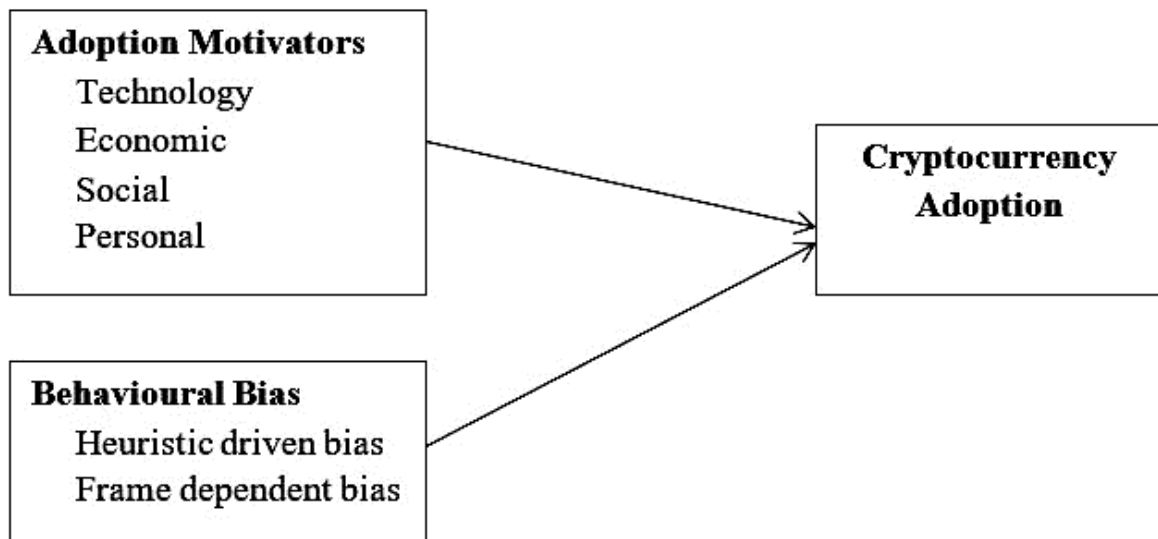 Adoption Motivators
Technology
Economic
Social
Personal
Cryptocurrency
Adoption
Behavioural Bias
Heuristic driven bias
Frame dependent bias